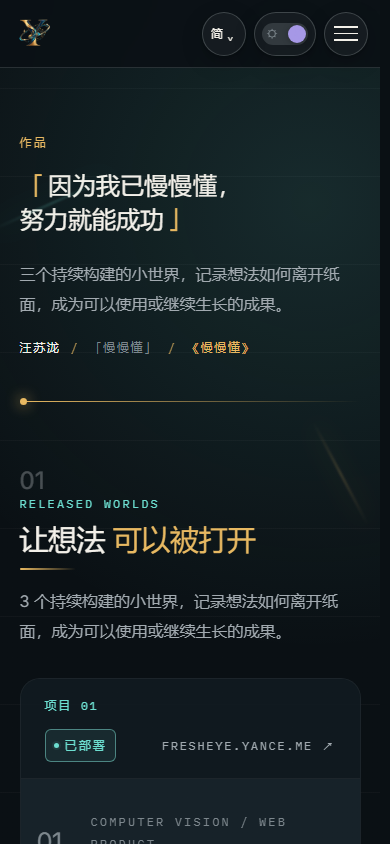 简
作品
「因为我已慢慢懂，
努力就能成功」
三个持续构建的小世界，记录想法如何离开纸
面，成为可以使用或继续生长的成果。
汪苏泷 / 「慢慢懂」 / 《慢慢懂》
01
RELEASED WORLDS
让想法 可以被打开
3 个持续构建的小世界，记录想法如何离开纸
面，成为可以使用或继续生长的成果。
项目 01
已部署 FRESHEYE.YANCE.ME ↗
01 COMPUTER VISION / WEB
PRODUCT